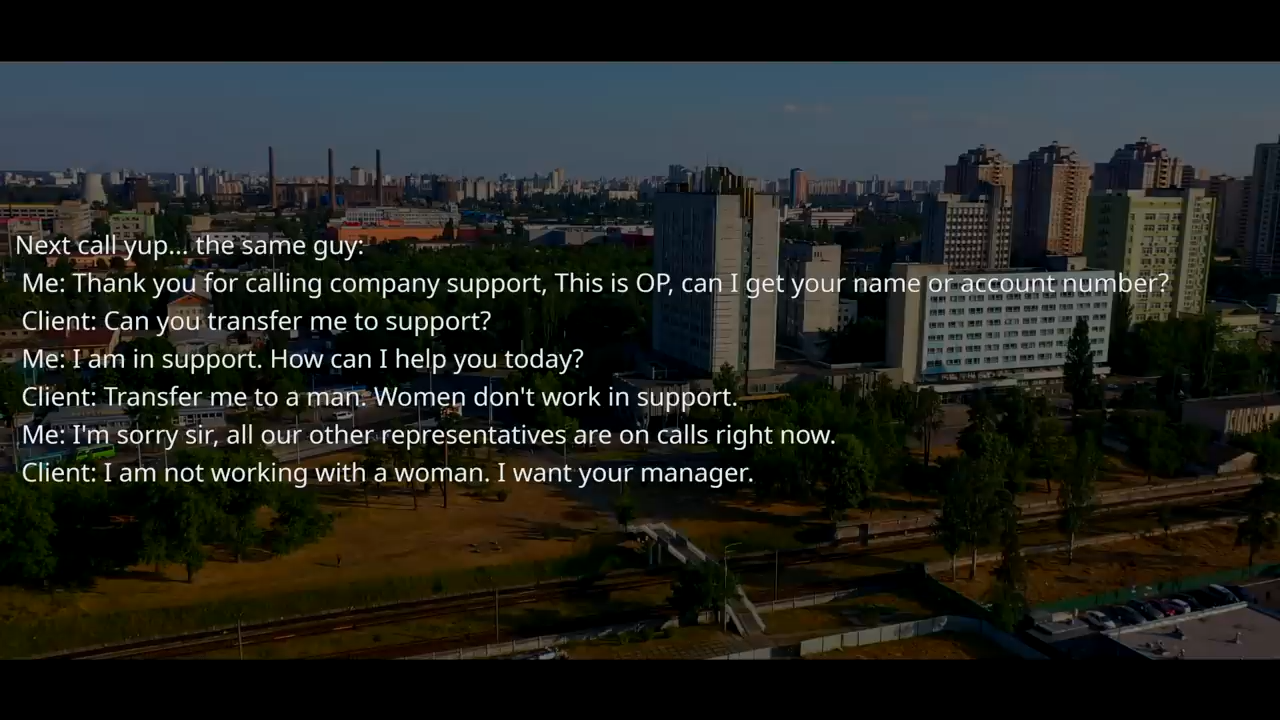 Next call yup... the same guy:
Me: Thank you for calling company support, This is OP, can I get your name or account number?
Client: Can you transfer me to support?
Me: I am in support. How can I help you today?
Client: Transfer me to a man. Women don't work in support.
Me: I'm sorry sir, all our other representatives are on calls right now.
Client: I am not working with a woman. I want your manager.